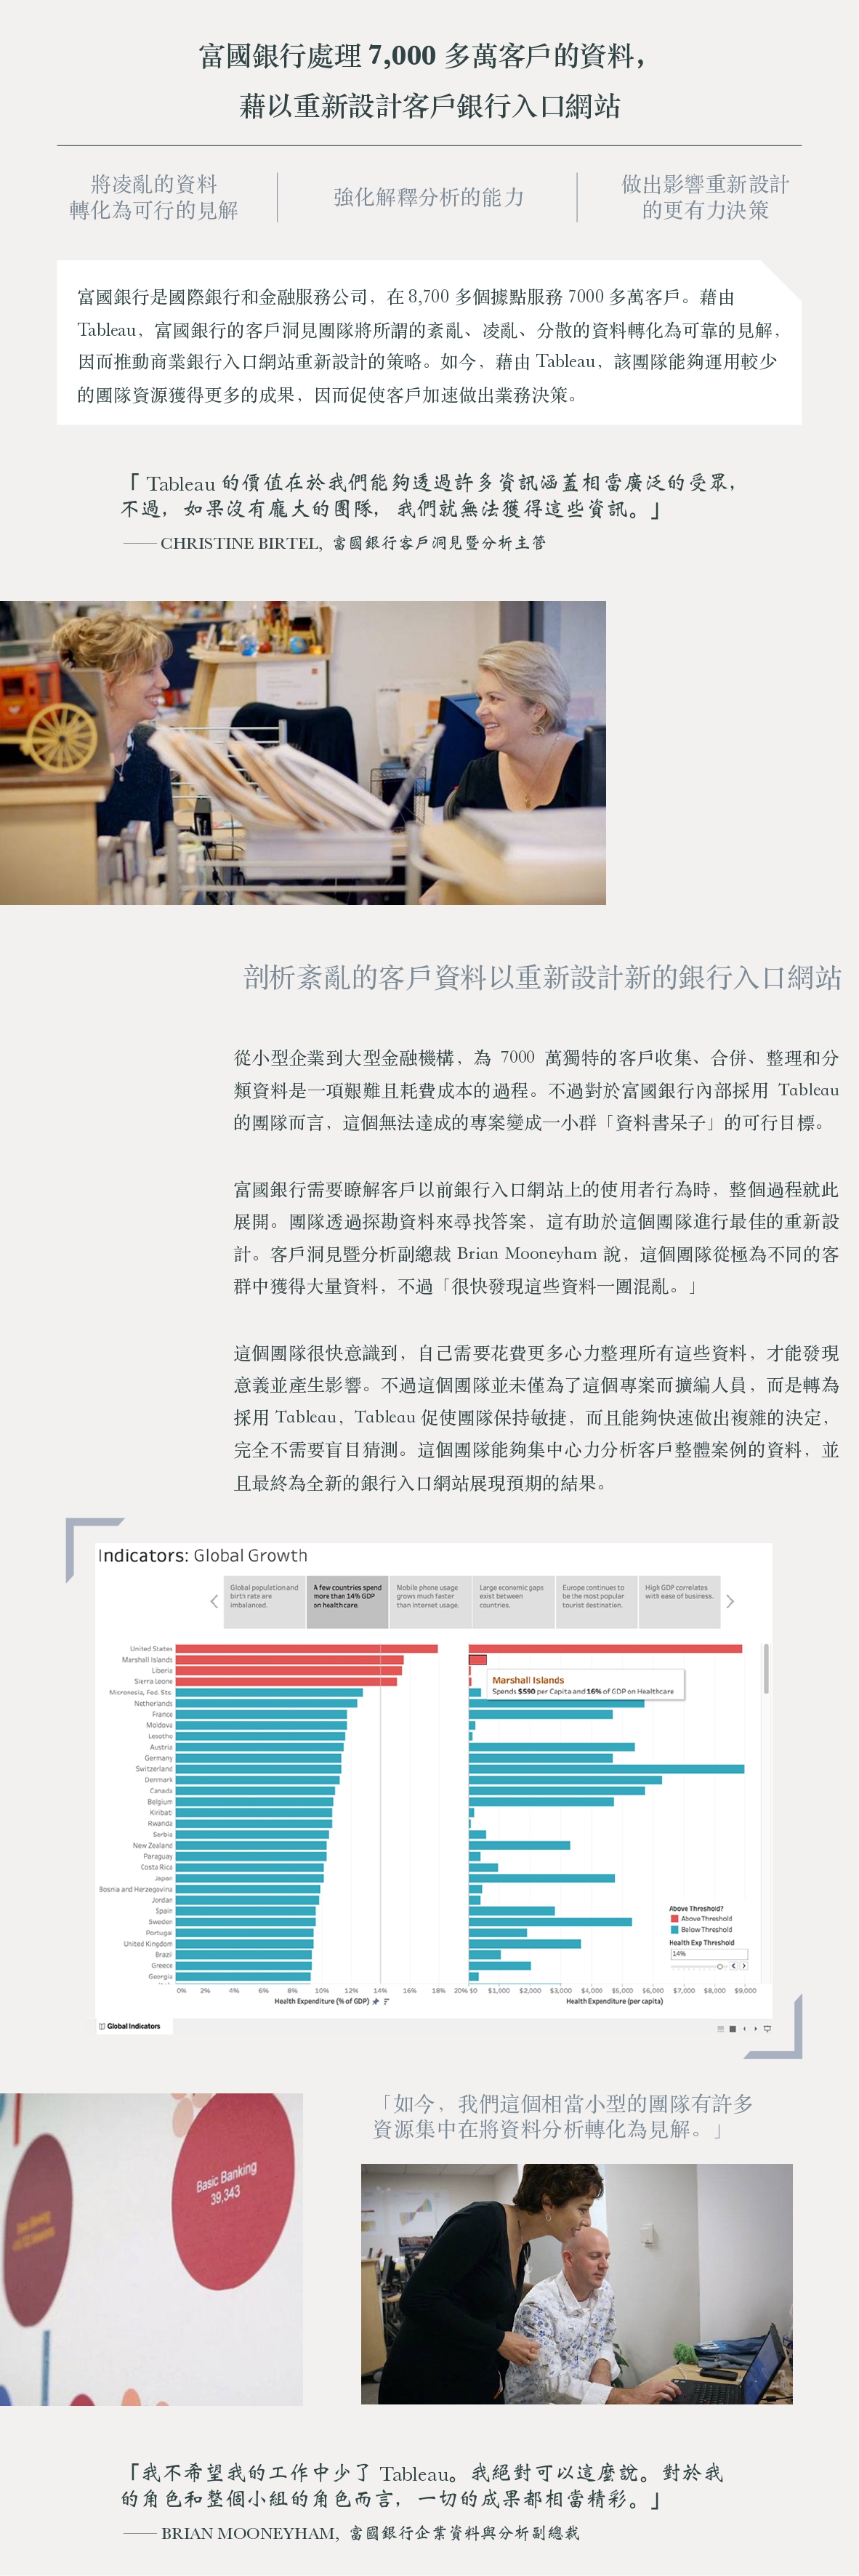 富國銀行處理 7,000 多萬客戶的資料，
藉以重新設計客戶銀行入口網站
將凌亂的資料
轉化為可行的見解
強化解釋分析的能力
做出影響重新設計
的更有力決策
富國銀行是國際銀行和金融服務公司，在 8,700 多個據點服務 7000 多萬客戶。藉由
Tableau，富國銀行的客戶洞見團隊將所謂的紊亂、凌亂、分散的資料轉化為可靠的見解，
因而推動商業銀行入口網站重新設計的策略。如今，藉由 Tableau，該團隊能夠運用較少
的團隊資源獲得更多的成果，因而促使客戶加速做出業務決策。
「 Tableau 的價值在於我們能夠透過許多資訊涵蓋相當廣泛的受眾，
不過，如果沒有龐大的團隊，我們就無法獲得這些資訊。」
—— CHRISTINE BIRTEL，富國銀行客戶洞見暨分析主管
剖析紊亂的客戶資料以重新設計新的銀行入口網站
從小型企業到大型金融機構，為 7000 萬獨特的客戶收集、合併、整理和分
類資料是一項艱難且耗費成本的過程。不過對於富國銀行內部採用 Tableau
的團隊而言，這個無法達成的專案變成一小群「資料書呆子」的可行目標。
富國銀行需要瞭解客戶以前銀行入口網站上的使用者行為時，整個過程就此
展開。團隊透過探勘資料來尋找答案，這有助於這個團隊進行最佳的重新設
計。客戶洞見暨分析副總裁 Brian Mooneyham 說，這個團隊從極為不同的客
群中獲得大量資料，不過「很快發現這些資料一團混亂。」
這個團隊很快意識到，自己需要花費更多心力整理所有這些資料，才能發現
意義並產生影響。不過這個團隊並未僅為了這個專案而擴編人員，而是轉為
採用 Tableau，Tableau 促使團隊保持敏捷，而且能夠快速做出複雜的決定，
完全不需要盲目猜測。這個團隊能夠集中心力分析客戶整體案例的資料，並
且最終為全新的銀行入口網站展現預期的結果。
Indicators: Global Growth
Global population and
birth rate are
imbalanced.
A few countries spend
more than 14% GDP
on healthcare.
Mobile phone usage
grows much faster
than internet usage.
Large economic gaps
exist between
countries.
Europe continues to
be the most popular
tourist destination.
High GDP correlates
with ease of business.
United States
Marshall Islands
Liberia
Sierra Leone
Micronesia, Fed. Sts.
Netherlands
France
Moldova
Lesotho
Austria
Germany
Switzerland
Denmark
Canada
Belgium
Kiribati
Rwanda
Serbia
New Zealand
Paraguay
Costa Rica
Japan
Bosnia and Herzegovina
Jordan
Spain
Sweden
Portugal
United Kingdom
Brazil
Greece
Georgia
Marshall Islands
Spends $590 per Capita and 16% of GDP on Healthcare
Above Threshold?
Above Threshold
Below Threshold
Health Exp Threshold
14%
0% 2% 4% 6% 8% 10% 12% 14% 16% 18% 20% $0 $1,000 $2,000 $3,000 $4,000 $5,000 $6,000 $7,000 $8,000 $9,000
Health Expenditure (% of GDP)
Health Expenditure (per capita)
Global Indicators
「如今，我們這個相當小型的團隊有許多
資源集中在將資料分析轉化為見解。」
Basic Banking
39,343
「我不希望我的工作中少了 Tableau。我絕對可以這麼說。對於我
的角色和整個小組的角色而言，一切的成果都相當精彩。」
—— BRIAN MOONEYHAM，富國銀行企業資料與分析副總裁